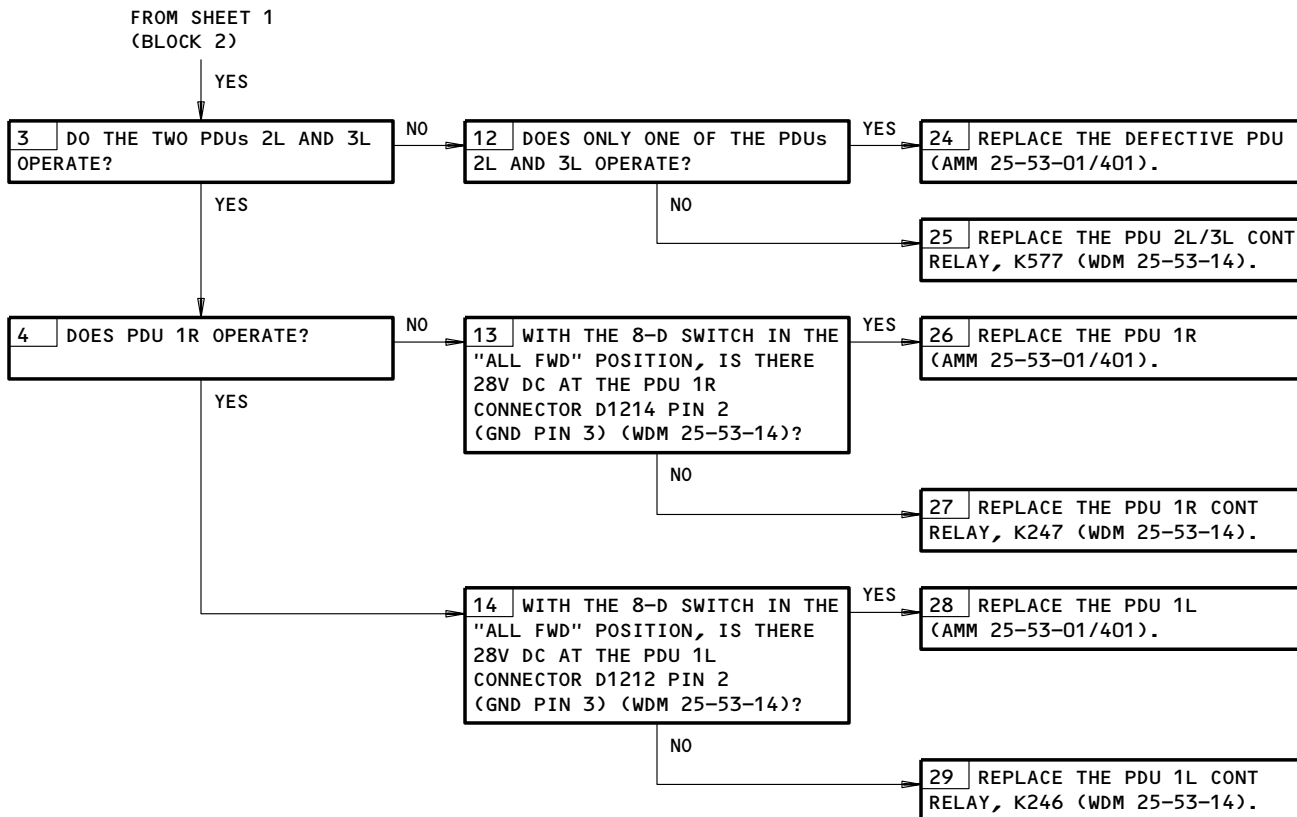 FROM SHEET 1
(BLOCK 2)
YES
3 DO THE TWO PDUs 2L AND 3L
OPERATE?
NO
12 DOES ONLY ONE OF THE PDUs
2L AND 3L OPERATE?
YES
24 REPLACE THE DEFECTIVE PDU
(AMM 25-53-01/401).
YES
NO
25 REPLACE THE PDU 2L/3L CONT
RELAY, K577 (WDM 25-53-14).
4 DOES PDU 1R OPERATE?
NO
13 WITH THE 8-D SWITCH IN THE
"ALL FWD" POSITION, IS THERE
28V DC AT THE PDU 1R
CONNECTOR D1214 PIN 2
(GND PIN 3) (WDM 25-53-14)?
YES
26 REPLACE THE PDU 1R
(AMM 25-53-01/401).
YES
NO
27 REPLACE THE PDU 1R CONT
RELAY, K247 (WDM 25-53-14).
14 WITH THE 8-D SWITCH IN THE
"ALL FWD" POSITION, IS THERE
28V DC AT THE PDU 1L
CONNECTOR D1212 PIN 2
(GND PIN 3) (WDM 25-53-14)?
YES
28 REPLACE THE PDU 1L
(AMM 25-53-01/401).
NO
29 REPLACE THE PDU 1L CONT
RELAY, K246 (WDM 25-53-14).